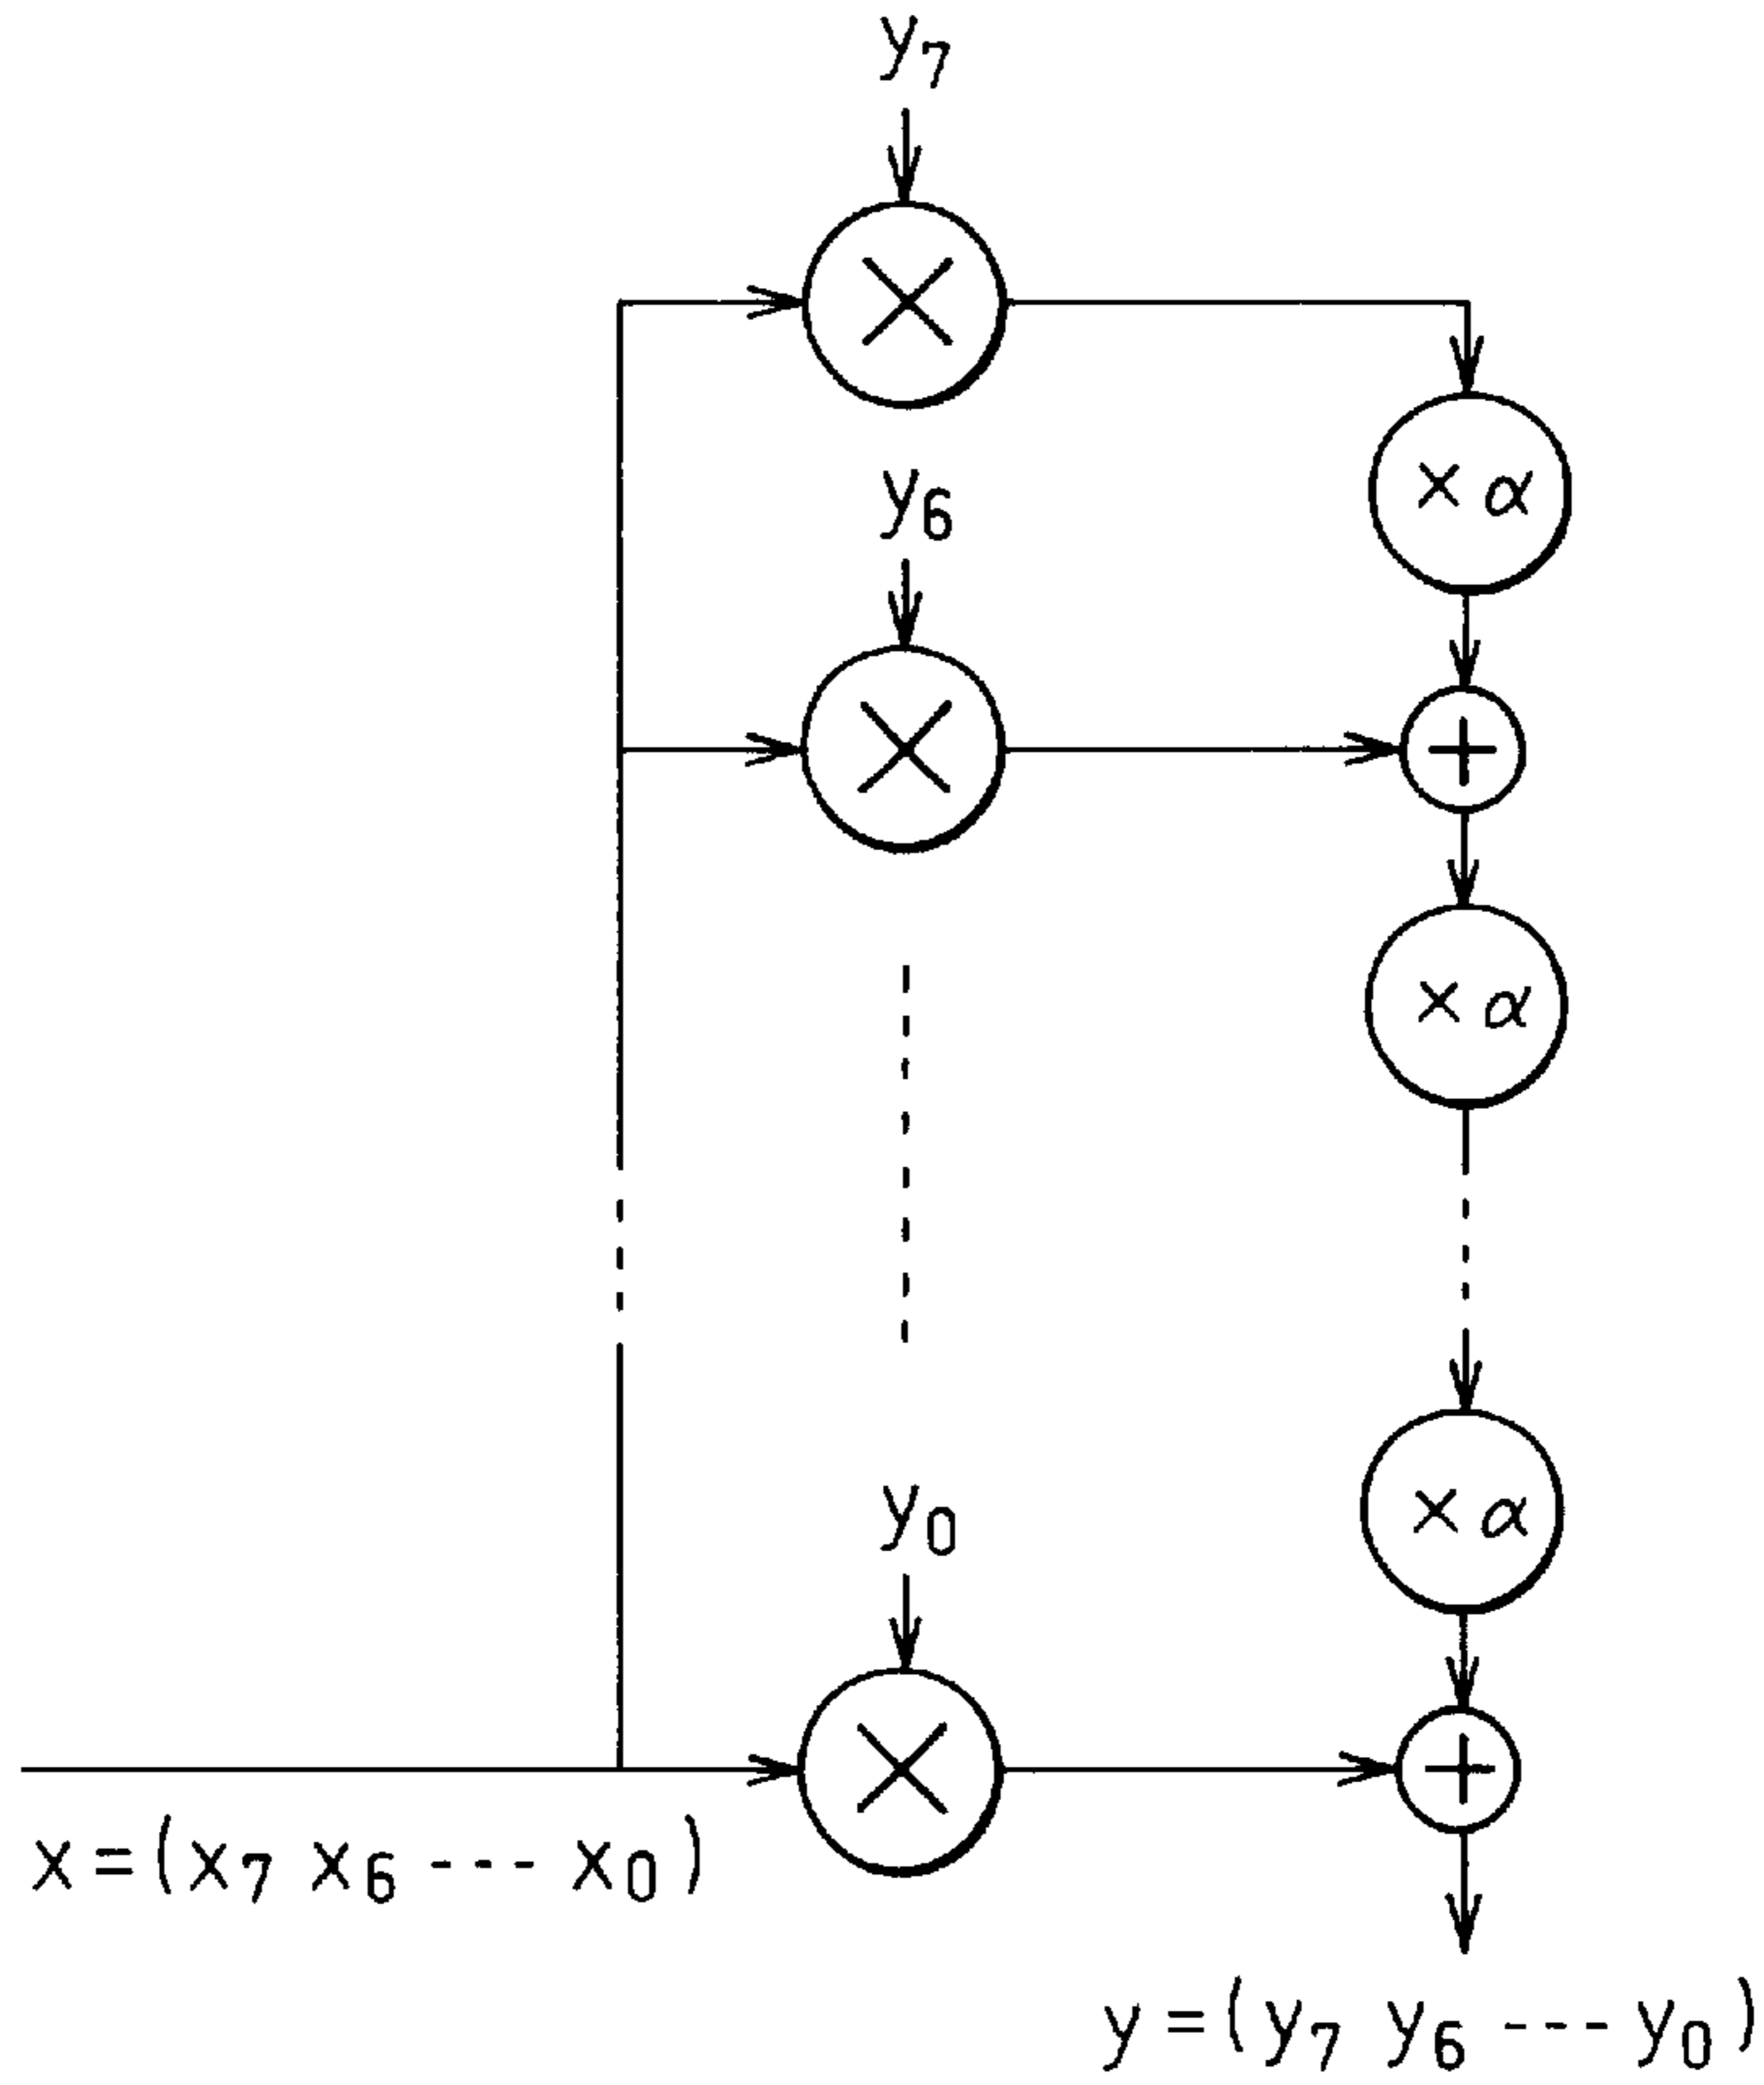 y₇
×
× α
y₆
×
+
× α
× α
y₀
×
+
x = (x₇ x₆ --- x₀)
y = (y₇ y₆ --- y₀)